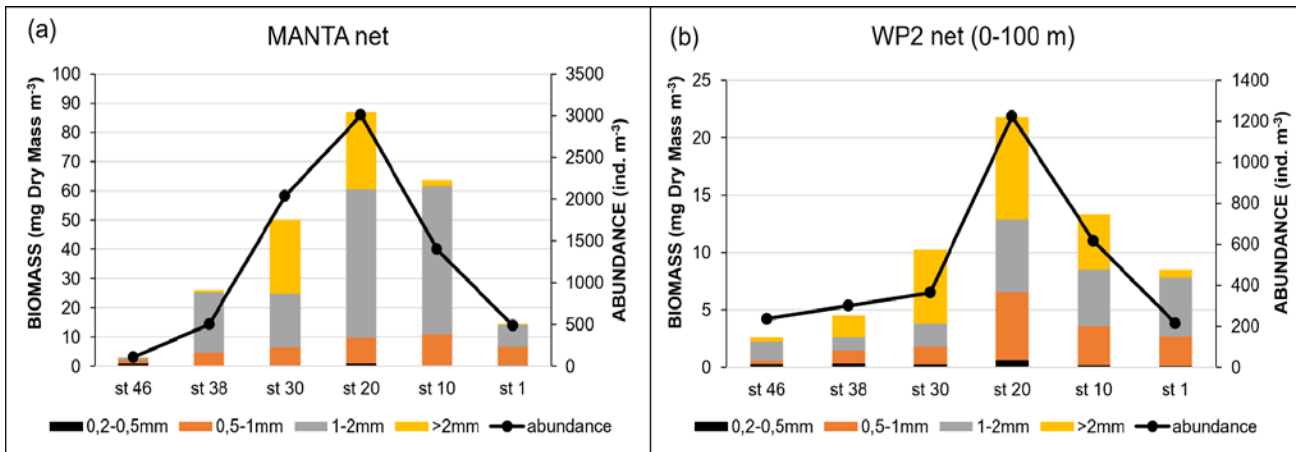 (a)
MANTA net
BIOMASS (mg Dry Mass m⁻³)
100
90
80
70
60
50
40
30
20
10
0
3500
3000
2500
2000
1500
1000
500
0
ABUNDANCE (ind. m⁻³)
st 46 st 38 st 30 st 20 st 10 st 1
0,2-0,5mm 0,5-1mm 1-2mm >2mm abundance
(b)
WP2 net (0-100 m)
BIOMASS (mg Dry Mass m⁻³)
25
20
15
10
5
0
1400
1200
1000
800
600
400
200
0
ABUNDANCE (ind. m⁻³)
st 46 st 38 st 30 st 20 st 10 st 1
0,2-0,5mm 0,5-1mm 1-2mm >2mm abundance